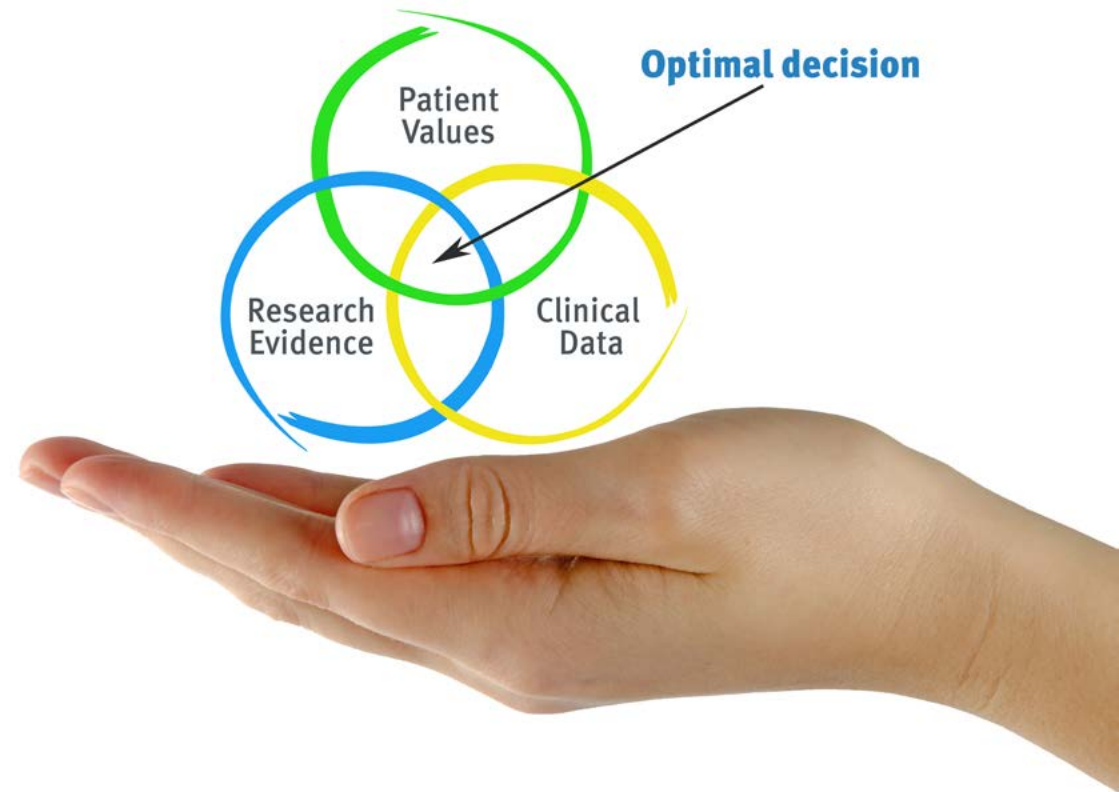 Optimal decision
Patient
Values
Research
Evidence
Clinical
Data